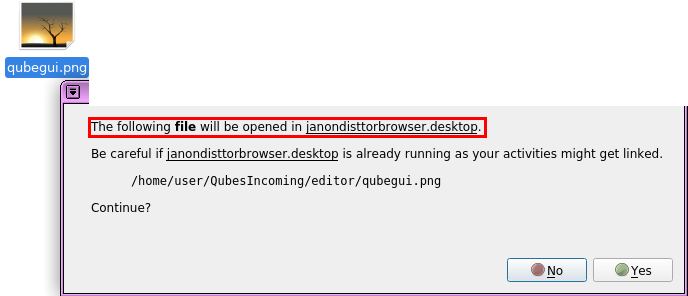 qubegui.png
The following file will be opened in janondisttorbrowser.desktop.
Be careful if janondisttorbrowser.desktop is already running as your activities might get linked.
/home/user/QubesIncoming/editor/qubegui.png
Continue?
No
Yes